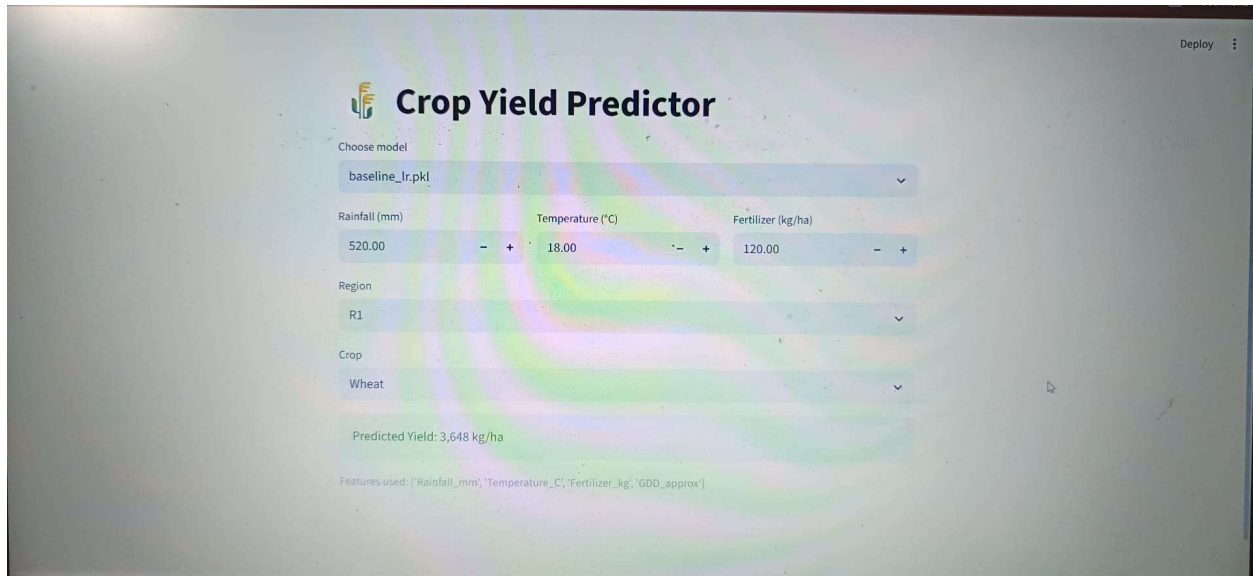 Deploy
Crop Yield Predictor
Choose model
baseline_lr.pkl
Rainfall (mm) Temperature (°C) Fertilizer (kg/ha)
520.00 − + 18.00 − + 120.00 − +
Region
R1
Crop
Wheat
Predicted Yield: 3,648 kg/ha
Features used: ['Rainfall_mm', 'Temperature_C', 'Fertilizer_kg', 'GDD_approx']